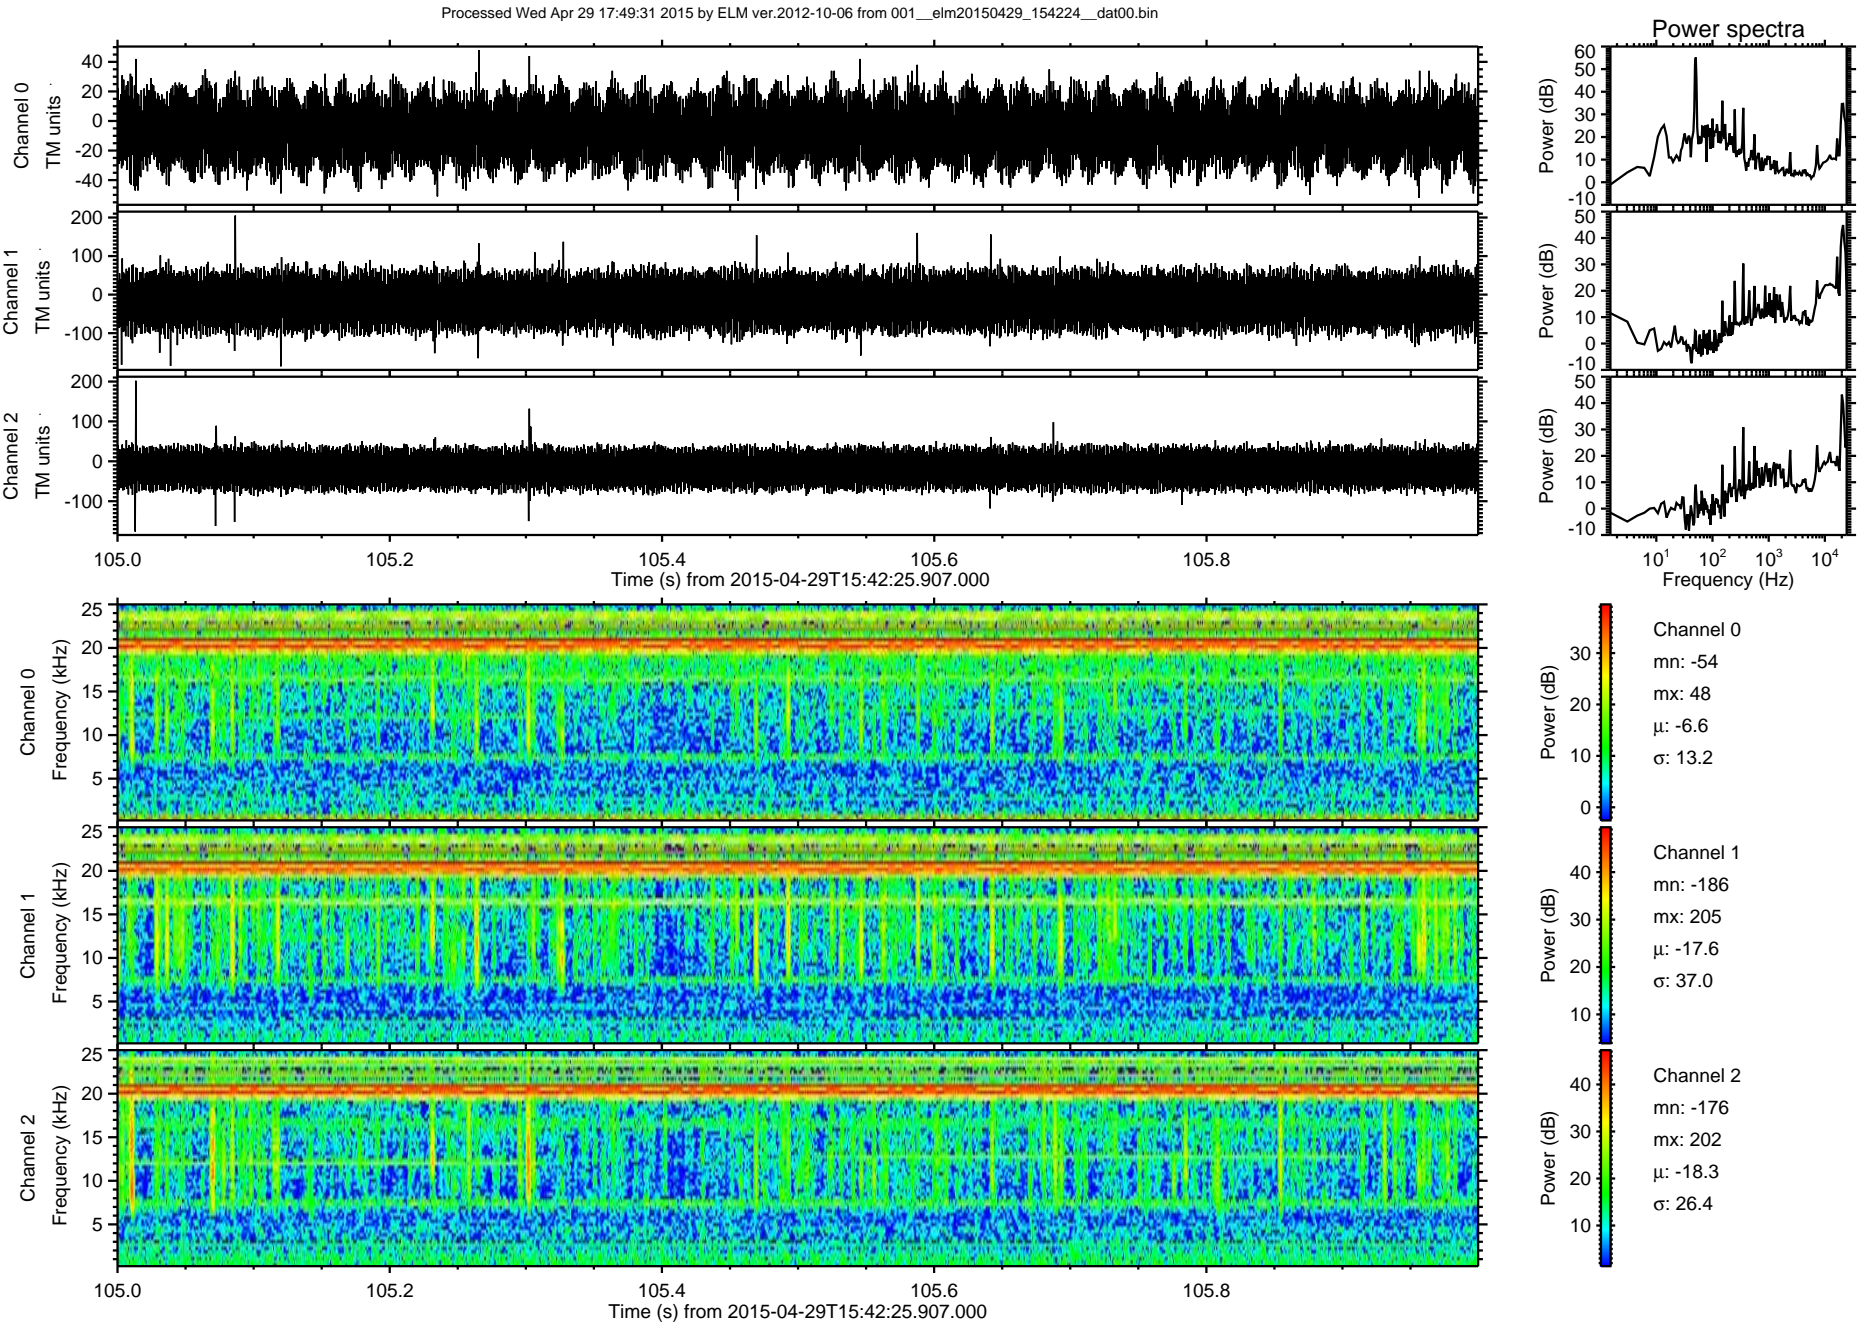 Processed Wed Apr 29 17:49:31 2015 by ELM ver.2012-10-06 from 001__elm20150429_154224__dat00.bin
Power spectra
Channel 0
TM units
40
20
0
-20
-40
Power (dB)
60
50
40
30
20
10
0
-10
Channel 1
TM units
200
100
0
-100
Power (dB)
50
40
30
20
10
0
-10
Channel 2
TM units
200
100
0
-100
Power (dB)
50
40
30
20
10
0
-10
105.0 105.2 105.4 105.6 105.8
Time (s) from 2015-04-29T15:42:25.907.000
10¹ 10² 10³ 10⁴
Frequency (Hz)
Channel 0
Frequency (kHz)
25
20
15
10
5
Power (dB)
30
20
10
0
Channel 0
mn: -54
mx: 48
µ: -6.6
σ: 13.2
Channel 1
Frequency (kHz)
25
20
15
10
5
Power (dB)
40
30
20
10
Channel 1
mn: -186
mx: 205
µ: -17.6
σ: 37.0
Channel 2
Frequency (kHz)
25
20
15
10
5
Power (dB)
40
30
20
10
Channel 2
mn: -176
mx: 202
µ: -18.3
σ: 26.4
105.0 105.2 105.4 105.6 105.8
Time (s) from 2015-04-29T15:42:25.907.000